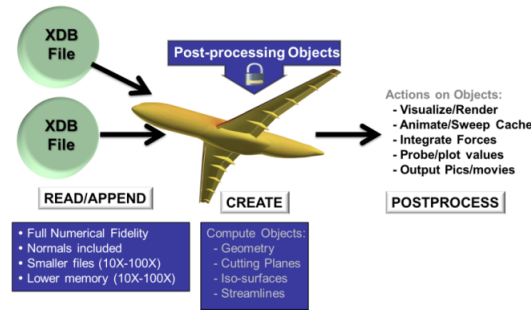 XDB
File
Post-processing Objects
XDB
File
Actions on Objects:
- Visualize/Render
- Animate/Sweep Cache
- Integrate Forces
- Probe/plot values
- Output Pics/movies
READ/APPEND
CREATE
POSTPROCESS
• Full Numerical Fidelity
• Normals included
• Smaller files (10X-100X)
• Lower memory (10X-100X)
Compute Objects:
- Geometry
- Cutting Planes
- Iso-surfaces
- Streamlines